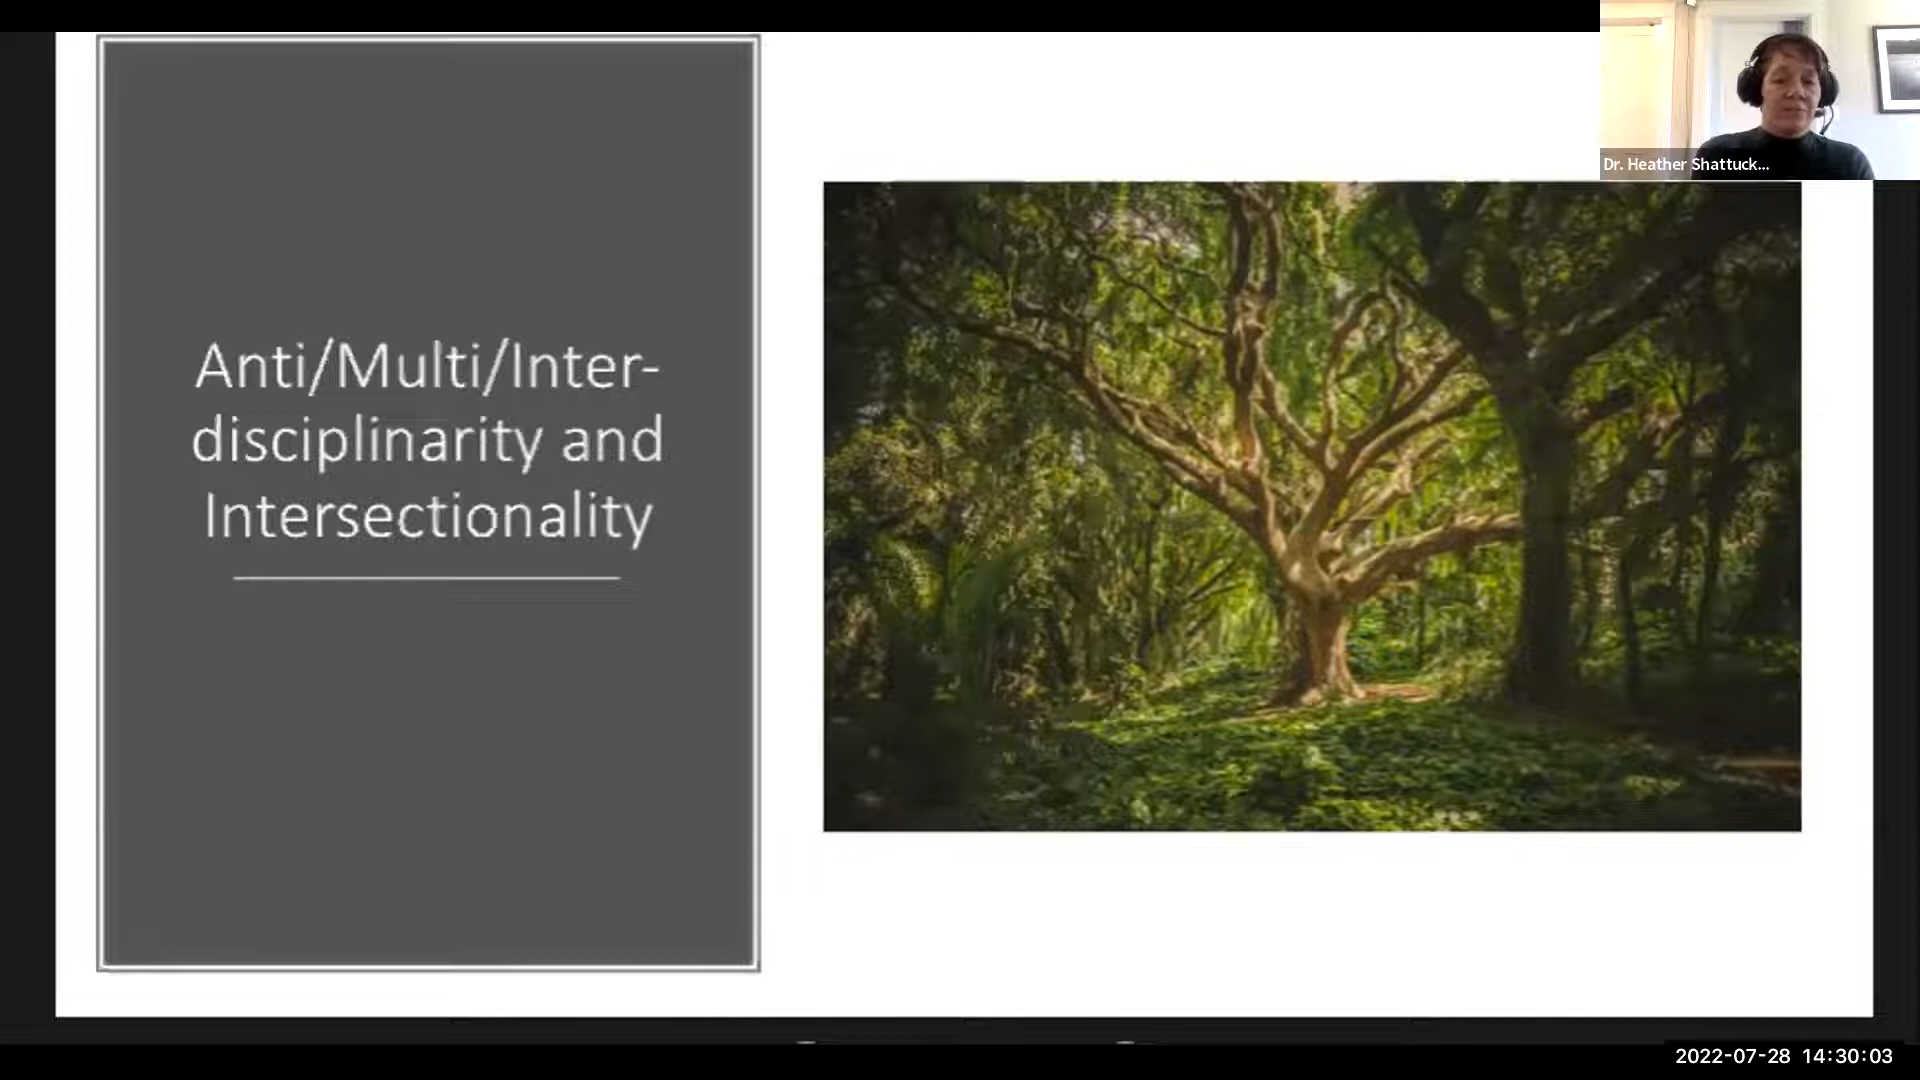 Dr. Heather Shattuck...
Anti/Multi/Inter-
disciplinarity and
Intersectionality
2022-07-28 14:30:03